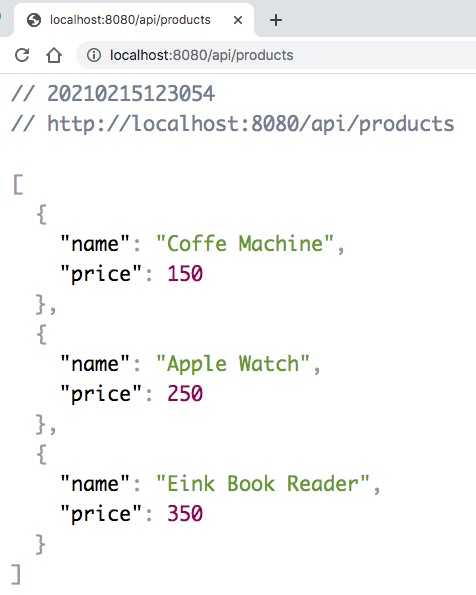 localhost:8080/api/products
localhost:8080/api/products
// 20210215123054
// http://localhost:8080/api/products
[
  {
    "name": "Coffe Machine",
    "price": 150
  },
  {
    "name": "Apple Watch",
    "price": 250
  },
  {
    "name": "Eink Book Reader",
    "price": 350
  }
]